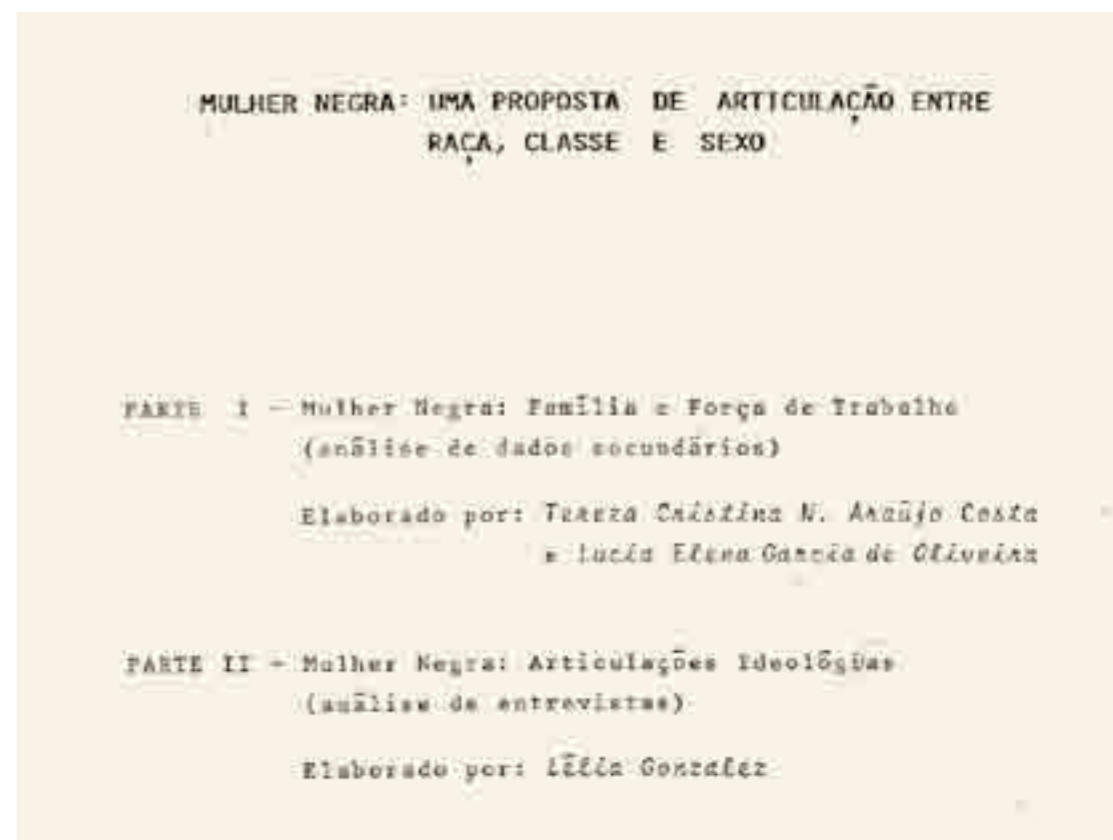 MULHER NEGRA: UMA PROPOSTA DE ARTICULAÇÃO ENTRE
RAÇA, CLASSE E SEXO
PARTE I - Mulher Negra: Família e Força de Trabalho
(análise de dados secundários)
Elaborado por: Tereza Cristina N. Araújo Costa
e Lucia Elena Garcia de Oliveira
PARTE II - Mulher Negra: Articulações Ideológias
(análise de entrevistas)
Elaborado por: Lélia Gonzalez